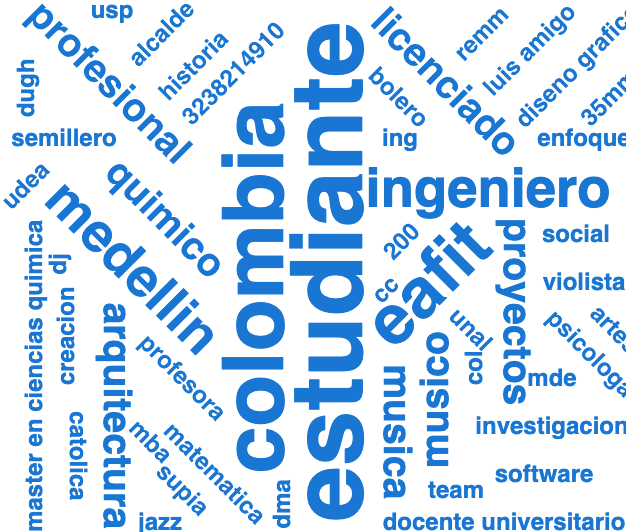 usp
alcalde
profesional
historia
3238214910
dugh
semillero
licenciado
remm
luis amigo
diseno grafico
35mm
bolero
ing
enfoque
udea
quimico
medellin
colombia
estudiante
ingeniero
200
eafit
cc
proyectos
social
violista
master en ciencias quimica
dj
creacion
arquitectura
profesora
catolica
mba
supia
matematica
jazz
dma
musica
musico
unal
col
psicologa
mde
investigacion
software
team
docente universitario